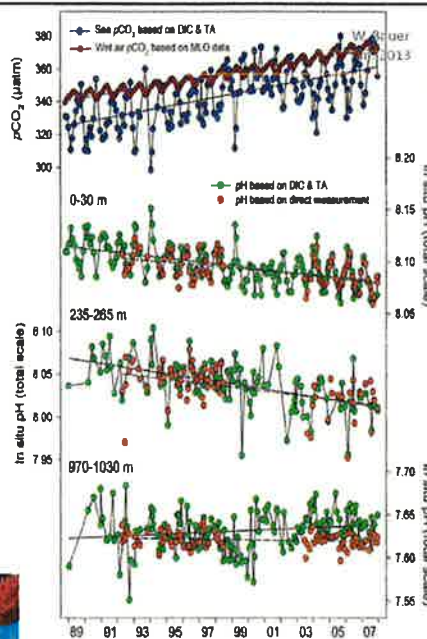 380
360
340
320
300
pCO₂ (μatm)
Sea pCO₂ based on DIC & TA
Wet air pCO₂ based on MLO data
2013
0-30 m
pH based on DIC & TA
pH based on direct measurement
8.20
8.15
8.10
8.05
235-265 m
8.10
8.05
8.00
7.95
In situ pH (total scale)
970-1030 m
7.70
7.65
7.60
7.55
89 91 93 95 97 99 01 03 05 07